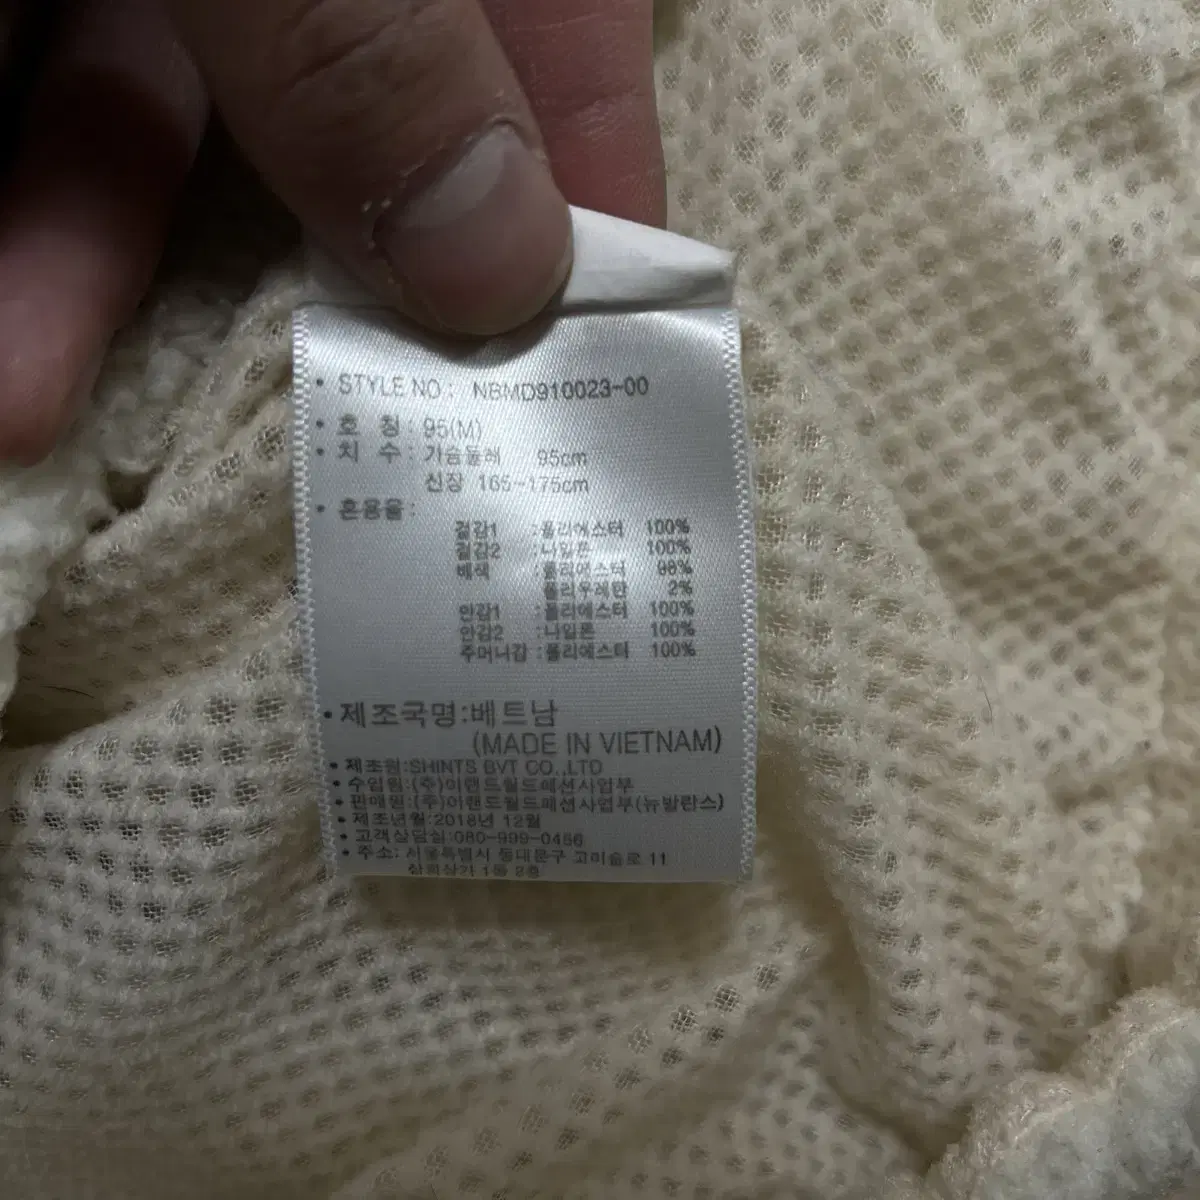 • STYLE NO : NBMD910023-00
• 호 칭 : 95(M)
• 치 수 : 가슴둘레 95cm
신장 165-175cm
• 혼용율 :
겉감1 :폴리에스터 100%
겉감2 :나일론 100%
배색 :폴리에스터 98%
폴리우레탄 2%
안감1 :폴리에스터 100%
안감2 :나일론 100%
주머니감 :폴리에스터 100%
• 제조국명:베트남
(MADE IN VIETNAM)
• 제조원:SHINTS BVT CO.,LTD
• 수입원:(주)이랜드월드패션사업부
• 판매원:(주)이랜드월드패션사업부(뉴발란스)
• 제조년월:2018년 12월
• 고객상담실:080-999-0456
• 주소: 서울특별시 동대문구 고미술로 11
삼희상가 1동 2층